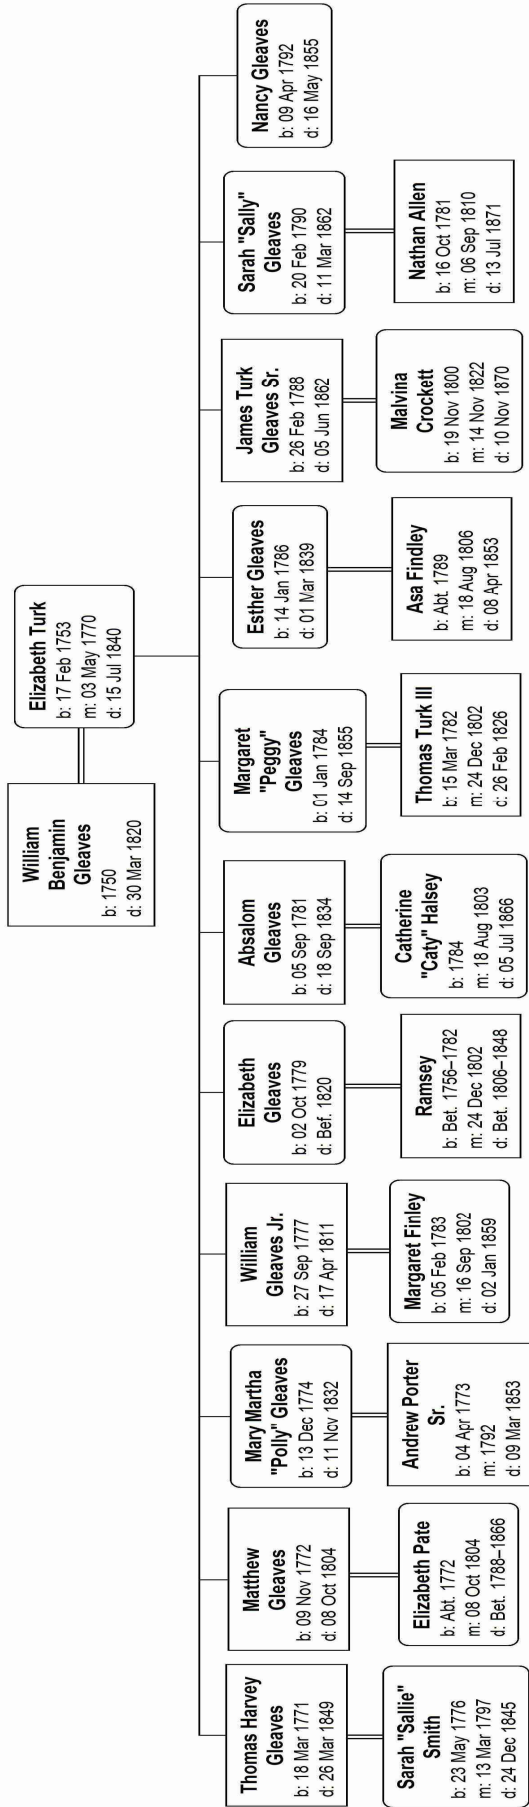 William
Benjamin
Gleaves
b: 1750
d: 30 Mar 1820
Elizabeth Turk
b: 17 Feb 1753
m: 03 May 1770
d: 15 Jul 1840
Thomas Harvey
Gleaves
b: 18 Mar 1771
d: 26 Mar 1849
Sarah "Sallie"
Smith
b: 23 May 1776
m: 13 Mar 1797
d: 24 Dec 1845
Matthew
Gleaves
b: 09 Nov 1772
d: 08 Oct 1804
Elizabeth Pate
b: Abt. 1772
m: 08 Oct 1804
d: Bet. 1788–1866
Mary Martha
"Polly" Gleaves
b: 13 Dec 1774
d: 11 Nov 1832
Andrew Porter
Sr.
b: 04 Apr 1773
m: 1792
d: 09 Mar 1853
William
Gleaves Jr.
b: 27 Sep 1777
d: 17 Apr 1811
Margaret Finley
b: 05 Feb 1783
m: 16 Sep 1802
d: 02 Jan 1859
Elizabeth
Gleaves
b: 02 Oct 1779
d: Bef. 1820
Ramsey
b: Bet. 1756–1782
m: 24 Dec 1802
d: Bet. 1806–1848
Absalom
Gleaves
b: 05 Sep 1781
d: 18 Sep 1834
Catherine
"Caty" Halsey
b: 1784
m: 18 Aug 1803
d: 05 Jul 1866
Margaret
"Peggy"
Gleaves
b: 01 Jan 1784
d: 14 Sep 1855
Thomas Turk III
b: 15 Mar 1782
m: 24 Dec 1802
d: 26 Feb 1826
Esther Gleaves
b: 14 Jan 1786
d: 01 Mar 1839
Asa Findley
b: Abt. 1789
m: 18 Aug 1806
d: 08 Apr 1853
James Turk
Gleaves Sr.
b: 26 Feb 1788
d: 05 Jun 1862
Malvina
Crockett
b: 19 Nov 1800
m: 14 Nov 1822
d: 10 Nov 1870
Sarah "Sally"
Gleaves
b: 20 Feb 1790
d: 11 Mar 1862
Nathan Allen
b: 16 Oct 1781
m: 06 Sep 1810
d: 13 Jul 1871
Nancy Gleaves
b: 09 Apr 1792
d: 16 May 1855